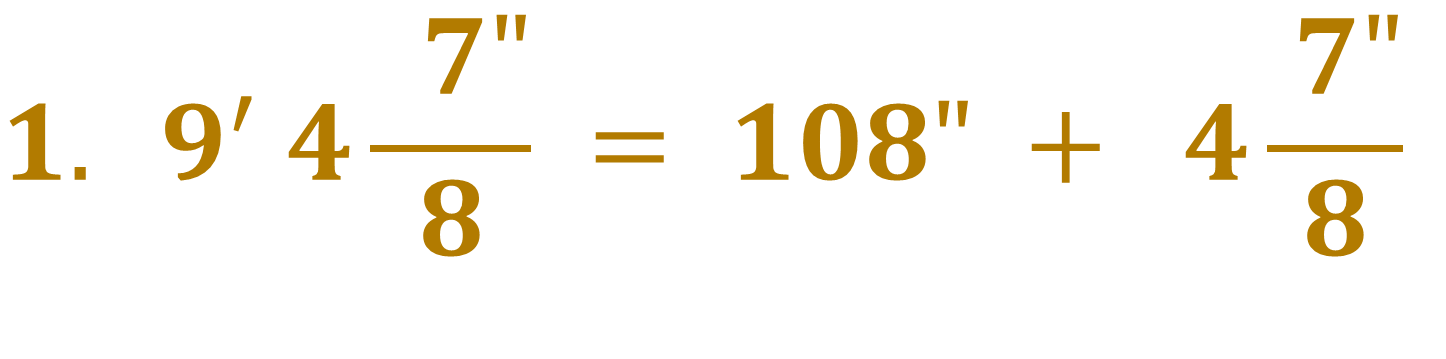 1. 9′ 4 7"/8 = 108" + 4 7"/8